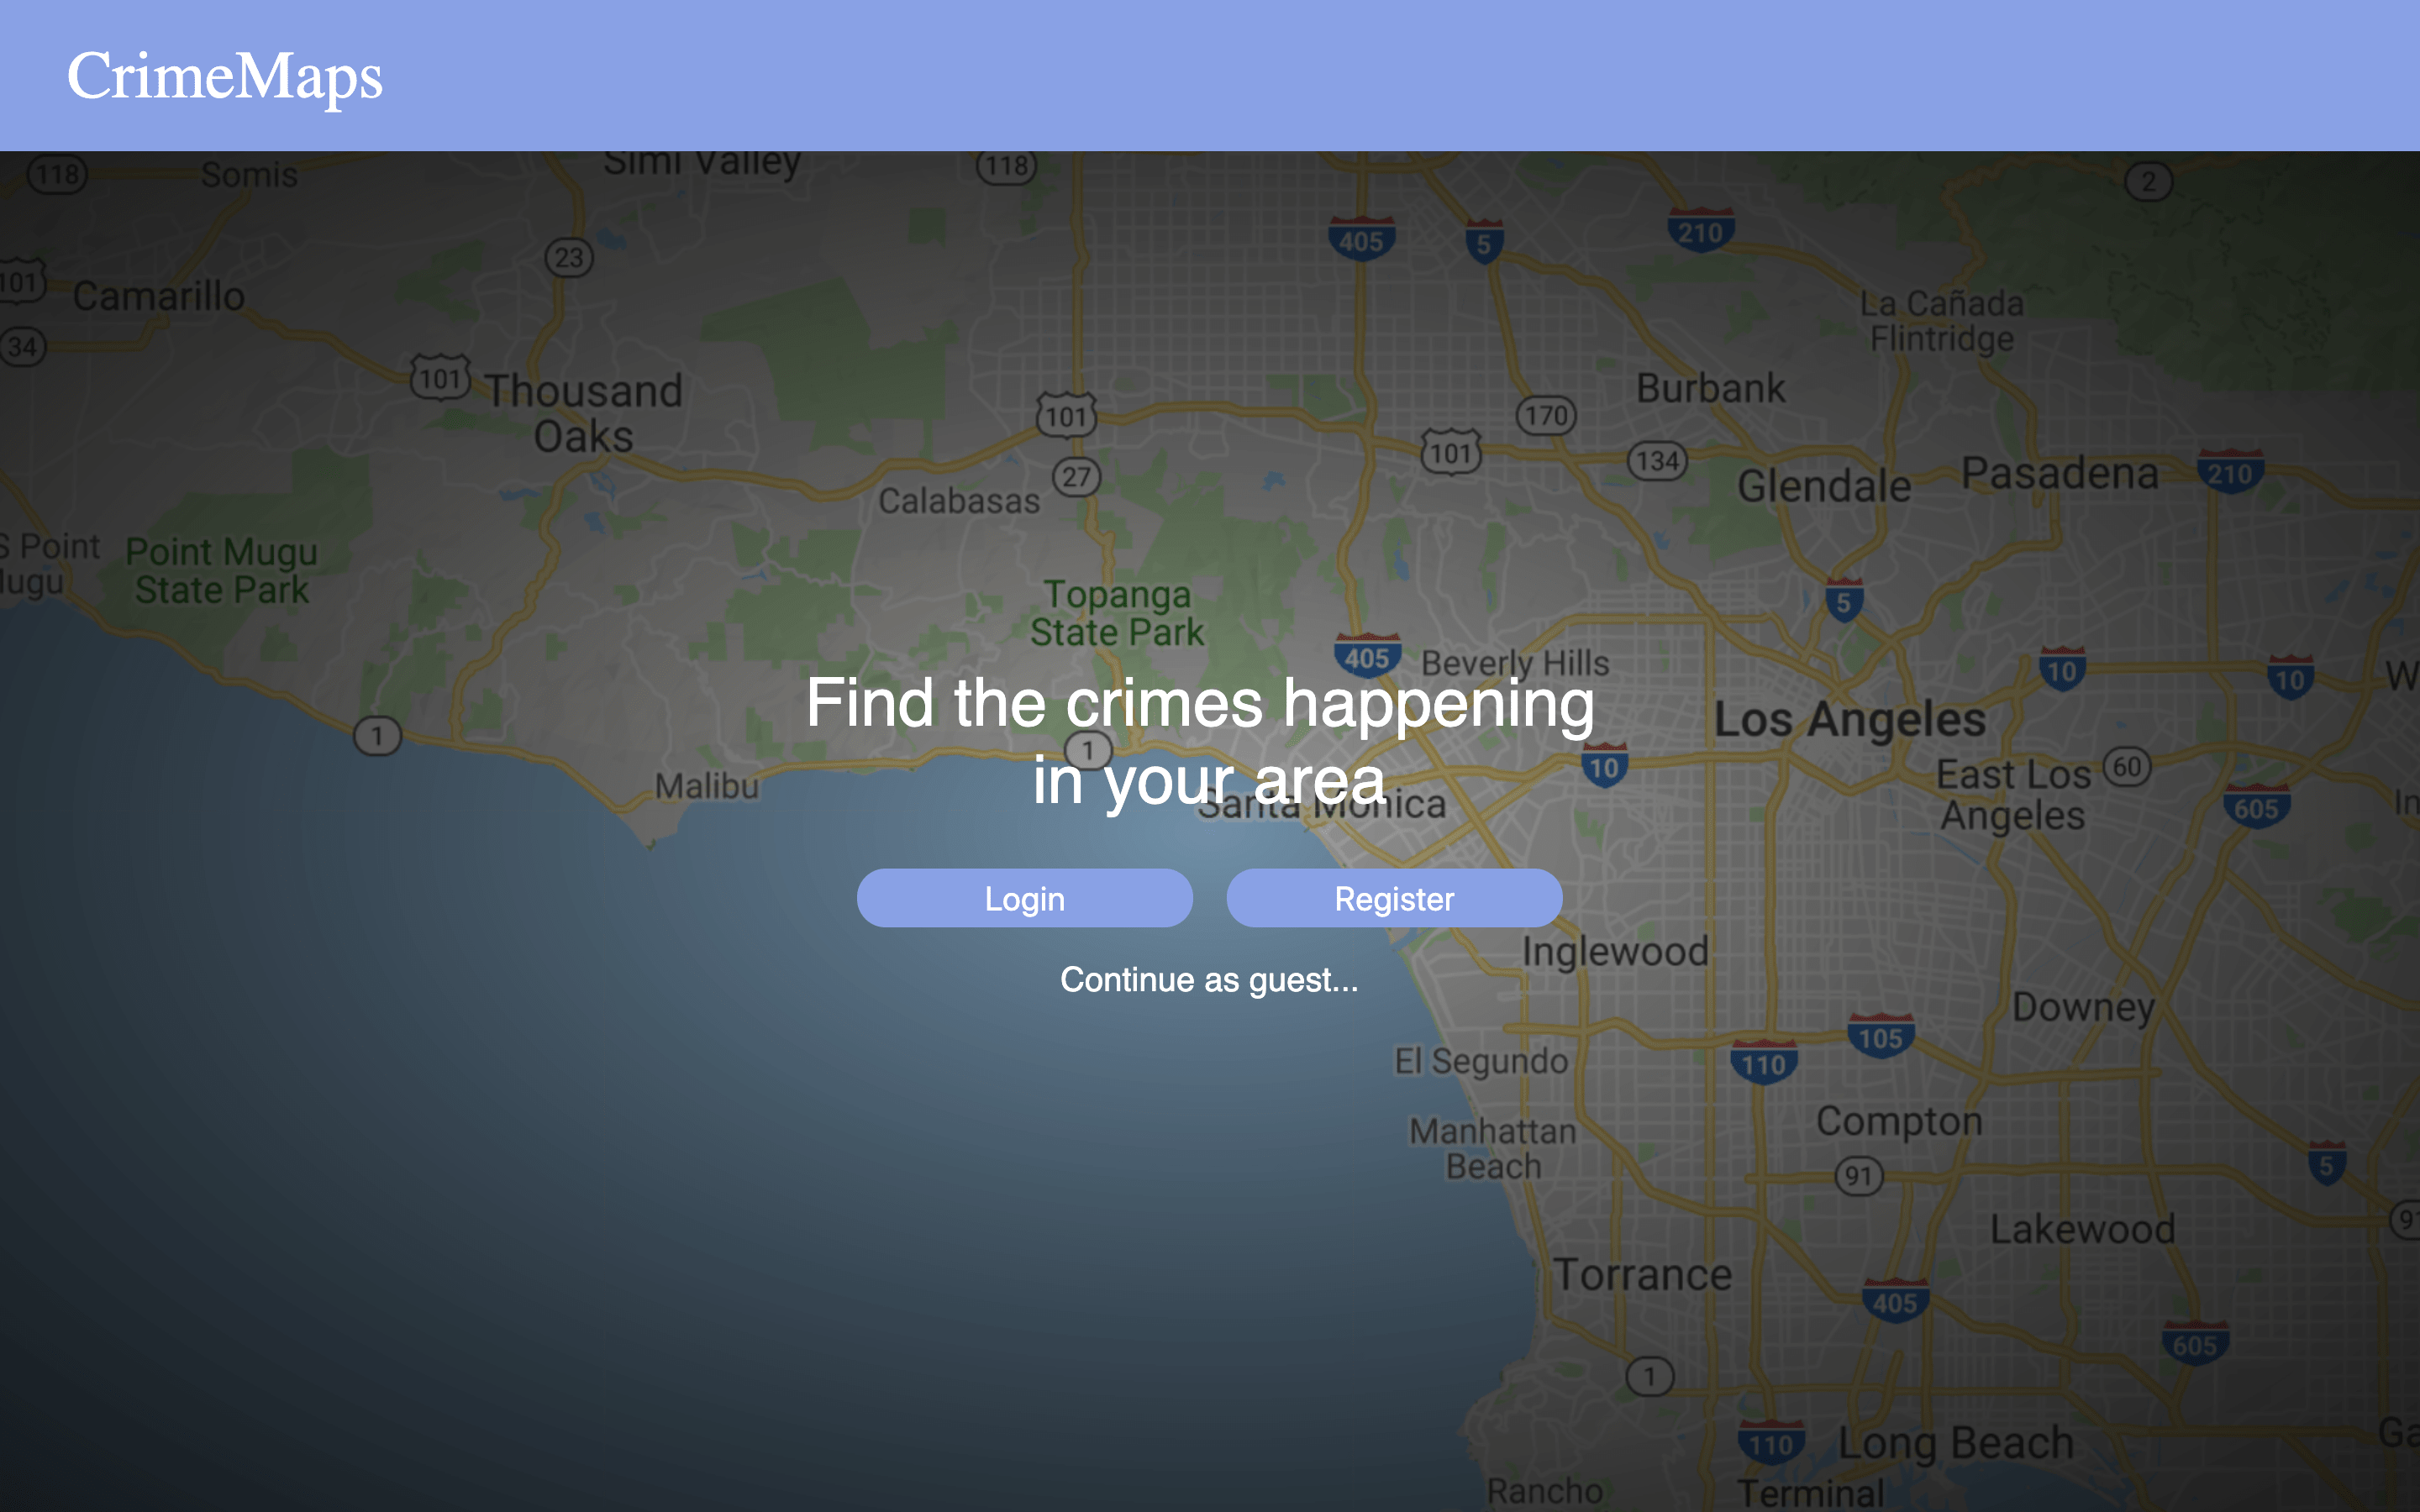 CrimeMaps
Simi Valley
118
Somis
118
2
23
405
5
210
101
Camarillo
La Cañada
Flintridge
34
101
Thousand
Oaks
Burbank
101
170
101
134
27
Glendale
Pasadena
210
Calabasas
Point
Point Mugu
State Park
Topanga
State Park
5
405
Beverly Hills
10
10
Find the crimes happening
in your area
Los Angeles
1
1
Malibu
Santa Monica
10
East Los
Angeles
60
605
Login
Register
Inglewood
Continue as guest...
Downey
El Segundo
110
105
Manhattan
Beach
Compton
91
5
Lakewood
Torrance
405
605
1
110
Long Beach
Rancho
Terminal